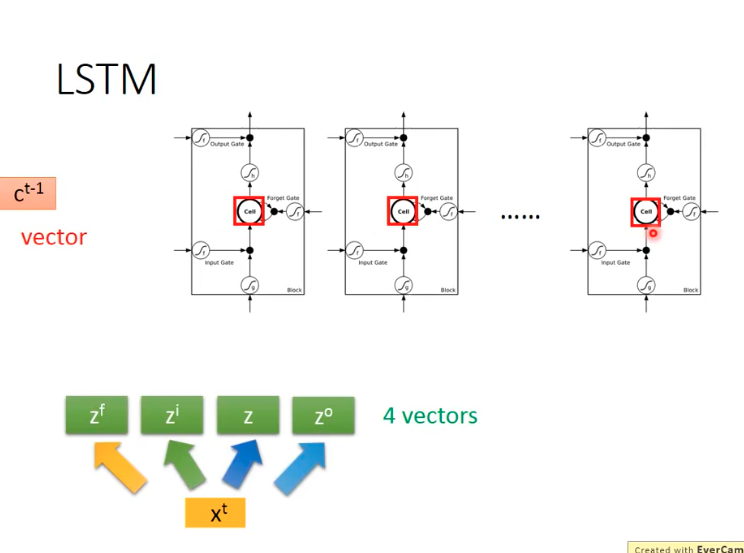 LSTM
c^t-1
vector
Output Gate
Forget Gate
Cell
Input Gate
Block
f
h
f
f
g
Output Gate
Forget Gate
Cell
Input Gate
Block
f
h
f
f
g
......
Output Gate
Forget Gate
Cell
Input Gate
Block
f
h
f
f
g
z^f z^i z z^o 4 vectors
x^t
Created with EverCam